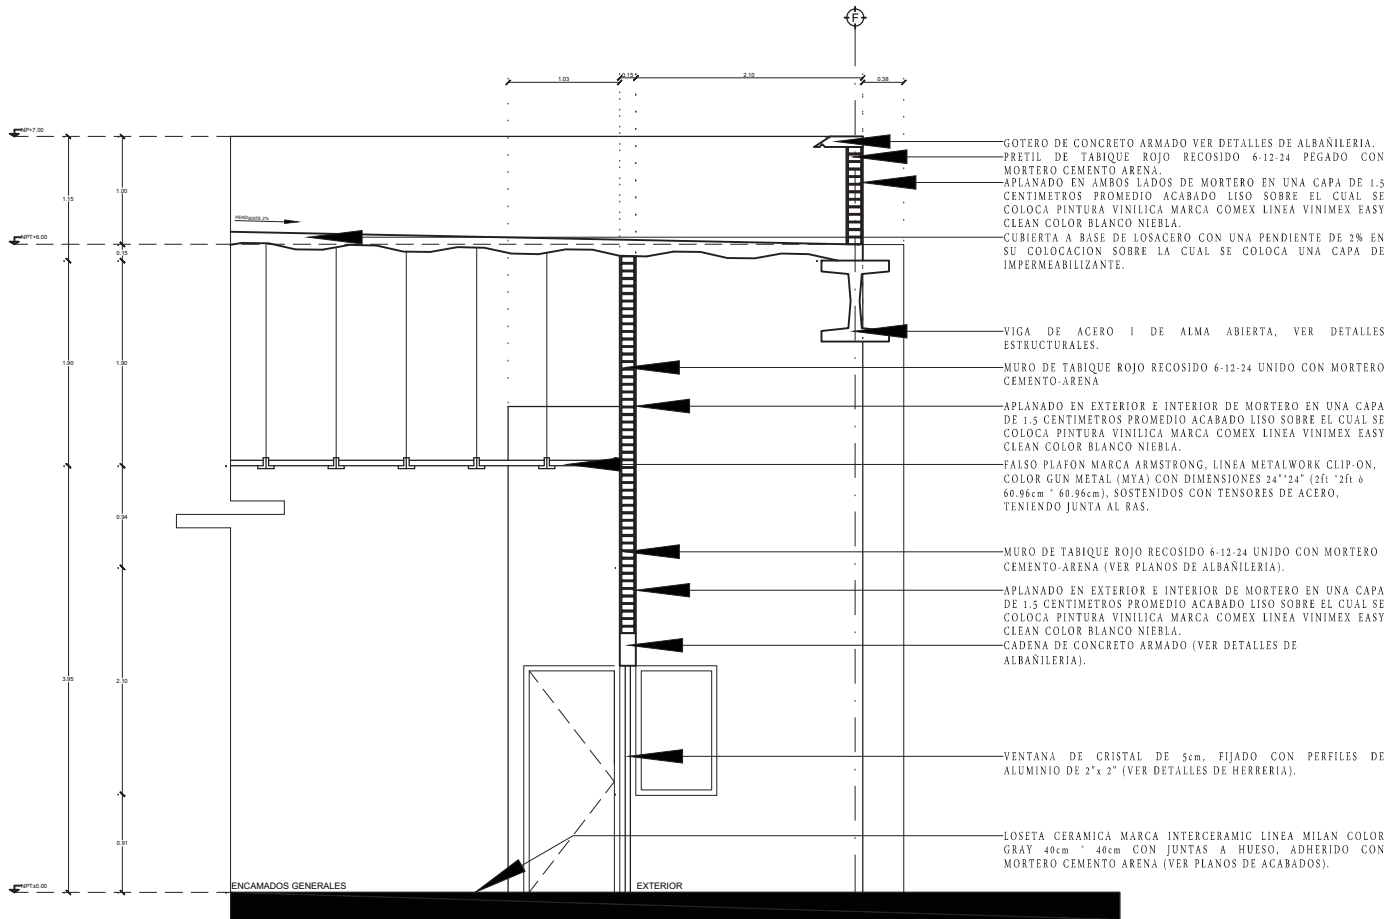 F
1.03
0.15
2.10
0.38
NP+7.00
1.15
1.00
PENDIENTE 2%
NPT+6.00
0.15
1.90
1.90
0.94
3.95
2.10
0.91
NPT±0.00
ENCAMADOS GENERALES
EXTERIOR
GOTERO DE CONCRETO ARMADO VER DETALLES DE ALBAÑILERIA.
PRETIL DE TABIQUE ROJO RECOSIDO 6-12-24 PEGADO CON
MORTERO CEMENTO ARENA.
APLANADO EN AMBOS LADOS DE MORTERO EN UNA CAPA DE 1.5
CENTIMETROS PROMEDIO ACABADO LISO SOBRE EL CUAL SE
COLOCA PINTURA VINILICA MARCA COMEX LINEA VINIMEX EASY
CLEAN COLOR BLANCO NIEBLA.
CUBIERTA A BASE DE LOSACERO CON UNA PENDIENTE DE 2% EN
SU COLOCACION SOBRE LA CUAL SE COLOCA UNA CAPA DE
IMPERMEABILIZANTE.
VIGA DE ACERO I DE ALMA ABIERTA, VER DETALLES
ESTRUCTURALES.
MURO DE TABIQUE ROJO RECOSIDO 6-12-24 UNIDO CON MORTERO
CEMENTO-ARENA
APLANADO EN EXTERIOR E INTERIOR DE MORTERO EN UNA CAPA
DE 1.5 CENTIMETROS PROMEDIO ACABADO LISO SOBRE EL CUAL SE
COLOCA PINTURA VINILICA MARCA COMEX LINEA VINIMEX EASY
CLEAN COLOR BLANCO NIEBLA.
FALSO PLAFON MARCA ARMSTRONG, LINEA METALWORK CLIP-ON,
COLOR GUN METAL (MYA) CON DIMENSIONES 24"*24" (2ft *2ft ò
60.96cm * 60.96cm), SOSTENIDOS CON TENSORES DE ACERO,
TENIENDO JUNTA AL RAS.
MURO DE TABIQUE ROJO RECOSIDO 6-12-24 UNIDO CON MORTERO
CEMENTO-ARENA (VER PLANOS DE ALBAÑILERIA).
APLANADO EN EXTERIOR E INTERIOR DE MORTERO EN UNA CAPA
DE 1.5 CENTIMETROS PROMEDIO ACABADO LISO SOBRE EL CUAL SE
COLOCA PINTURA VINILICA MARCA COMEX LINEA VINIMEX EASY
CLEAN COLOR BLANCO NIEBLA.
CADENA DE CONCRETO ARMADO (VER DETALLES DE
ALBAÑILERIA).
VENTANA DE CRISTAL DE 5cm, FIJADO CON PERFILES DE
ALUMINIO DE 2"x 2" (VER DETALLES DE HERRERIA).
LOSETA CERAMICA MARCA INTERCERAMIC LINEA MILAN COLOR
GRAY 40cm * 40cm CON JUNTAS A HUESO, ADHERIDO CON
MORTERO CEMENTO ARENA (VER PLANOS DE ACABADOS).